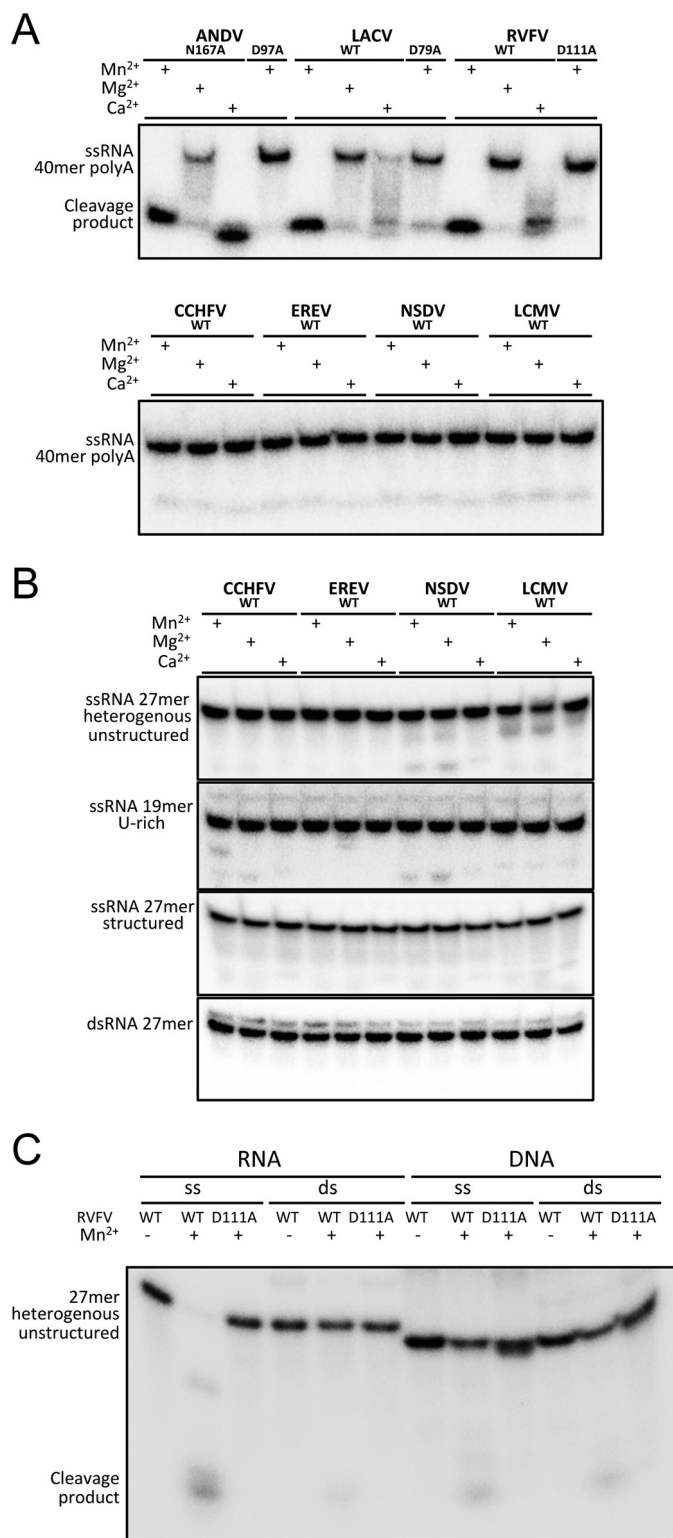 A
ANDV LACV RVFV
N167A D97A WT D79A WT D111A
Mn2+ + + + + + +
Mg2+ + + +
Ca2+ + + +
ssRNA
40mer polyA
Cleavage
product
CCHFV EREV NSDV LCMV
WT WT WT WT
Mn2+ + + + +
Mg2+ + + + +
Ca2+ + + + +
ssRNA
40mer polyA
B
CCHFV EREV NSDV LCMV
WT WT WT WT
Mn2+ + + + +
Mg2+ + + + +
Ca2+ + + + +
ssRNA 27mer
heterogenous
unstructured
ssRNA 19mer
U-rich
ssRNA 27mer
structured
dsRNA 27mer
C
RNA DNA
ss ds ss ds
RVFV WT WT D111A WT WT D111A WT WT D111A WT WT D111A
Mn2+ - + + - + + - + + - + +
27mer
heterogenous
unstructured
Cleavage
product